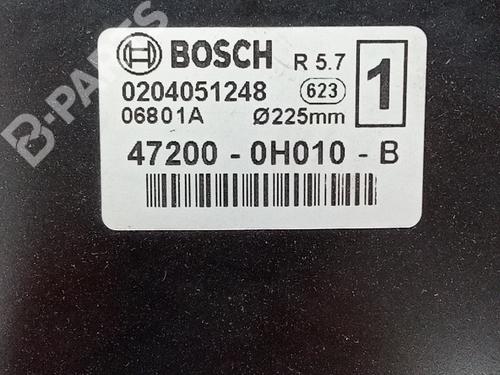 BOSCH R 5.7 1
0204051248 623
06801A Ø225mm
47200 - 0H010 - B
B-PARTS